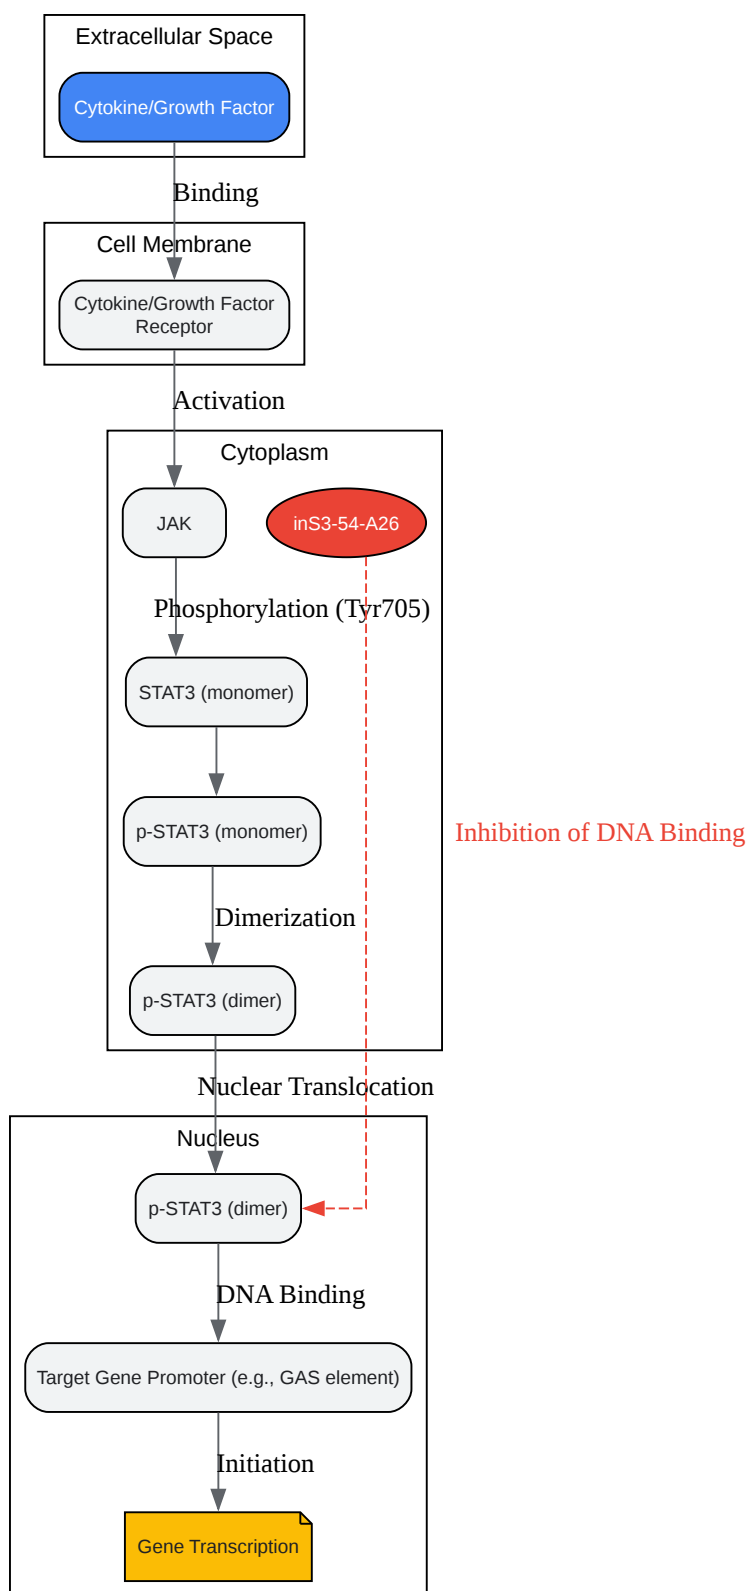 Extracellular Space
Cytokine/Growth Factor
Binding
Cell Membrane
Cytokine/Growth Factor
Receptor
Activation
Cytoplasm
JAK
inS3-54-A26
Phosphorylation (Tyr705)
STAT3 (monomer)
p-STAT3 (monomer)
Inhibition of DNA Binding
Dimerization
p-STAT3 (dimer)
Nuclear Translocation
Nucleus
p-STAT3 (dimer)
DNA Binding
Target Gene Promoter (e.g., GAS element)
Initiation
Gene Transcription